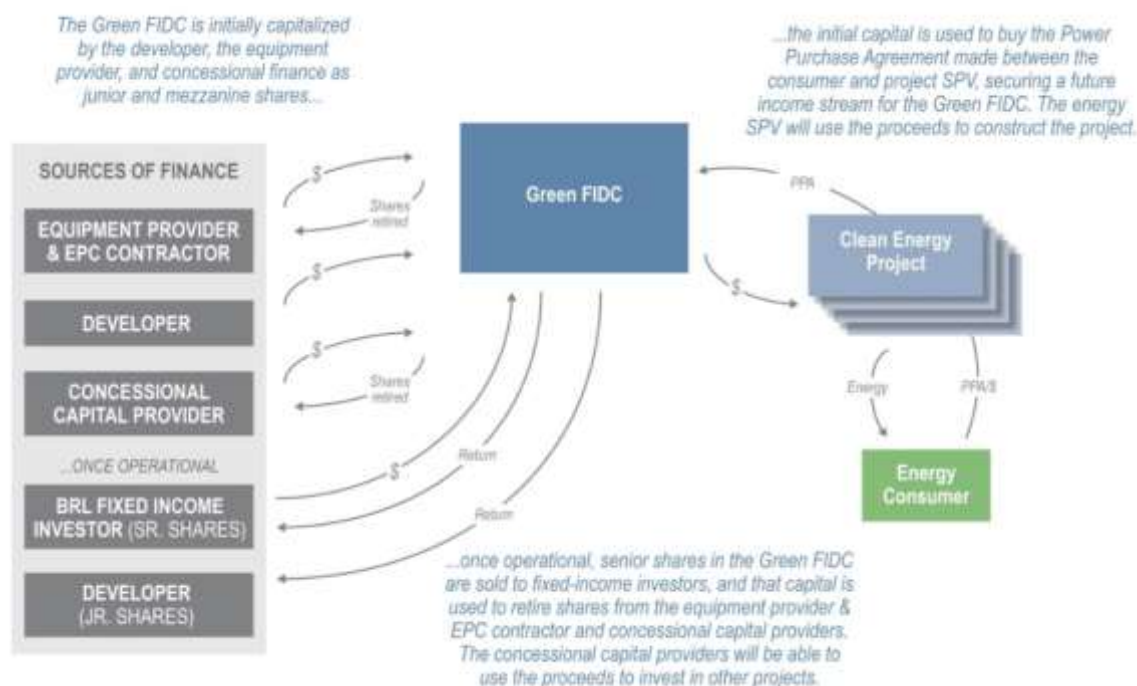 The Green FIDC is initially capitalized
by the developer, the equipment
provider, and concessional finance as
junior and mezzanine shares...
...the initial capital is used to buy the Power
Purchase Agreement made between the
consumer and project SPV, securing a future
income stream for the Green FIDC. The energy
SPV will use the proceeds to construct the project.
SOURCES OF FINANCE
EQUIPMENT PROVIDER
& EPC CONTRACTOR
DEVELOPER
CONCESSIONAL
CAPITAL PROVIDER
...ONCE OPERATIONAL
BRL FIXED INCOME
INVESTOR (SR. SHARES)
DEVELOPER
(JR. SHARES)
$
Shares
retired
$
$
Shares
retired
$
Return
Return
Green FIDC
PPA
$
Clean Energy
Project
Energy
PPA/$
Energy
Consumer
...once operational, senior shares in the Green FIDC
are sold to fixed-income investors, and that capital is
used to retire shares from the equipment provider &
EPC contractor and concessional capital providers.
The concessional capital providers will be able to
use the proceeds to invest in other projects.